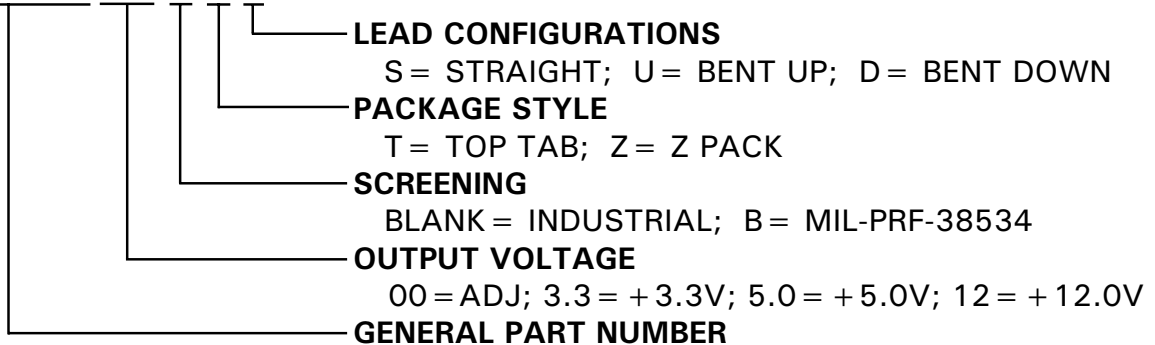 LEAD CONFIGURATIONS
S= STRAIGHT; U= BENT UP; D= BENT DOWN
PACKAGE STYLE
T= TOP TAB; Z= Z PACK
SCREENING
BLANK= INDUSTRIAL; B= MIL-PRF-38534
OUTPUT VOLTAGE
00=ADJ; 3.3=+3.3V; 5.0=+5.0V; 12=+12.0V
GENERAL PART NUMBER